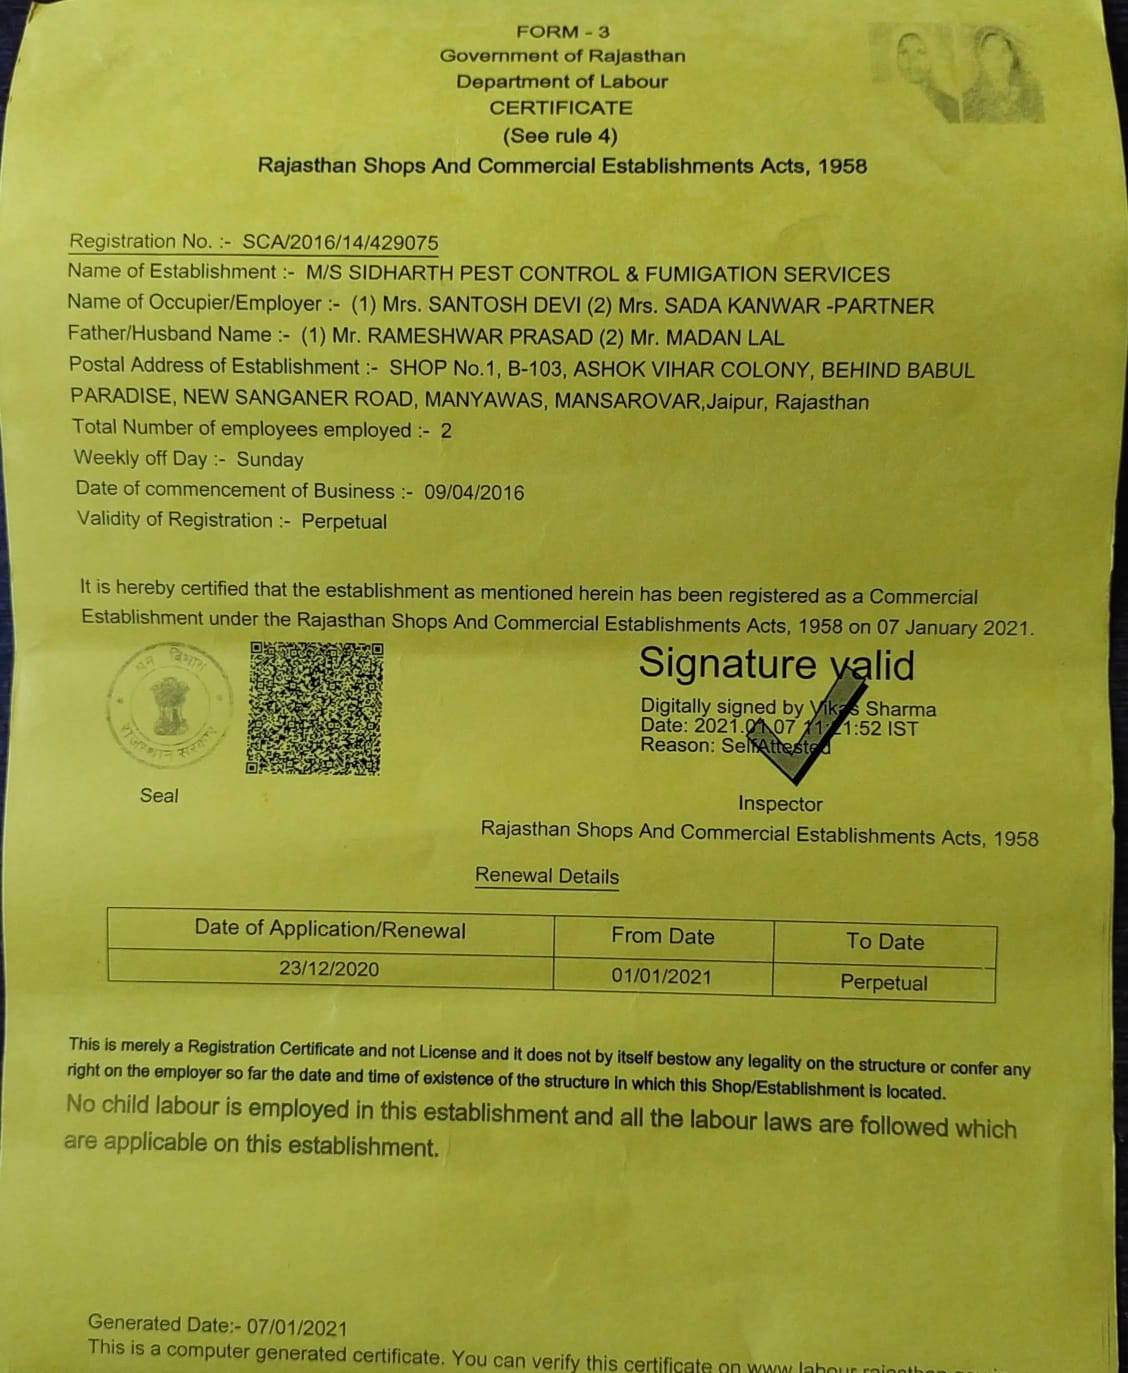 FORM - 3
Government of Rajasthan
Department of Labour
CERTIFICATE
(See rule 4)
Rajasthan Shops And Commercial Establishments Acts, 1958
Registration No. :- SCA/2016/14/429075
Name of Establishment :- M/S SIDHARTH PEST CONTROL & FUMIGATION SERVICES
Name of Occupier/Employer :- (1) Mrs. SANTOSH DEVI (2) Mrs. SADA KANWAR -PARTNER
Father/Husband Name :- (1) Mr. RAMESHWAR PRASAD (2) Mr. MADAN LAL
Postal Address of Establishment :- SHOP No.1, B-103, ASHOK VIHAR COLONY, BEHIND BABUL
PARADISE, NEW SANGANER ROAD, MANYAWAS, MANSAROVAR,Jaipur, Rajasthan
Total Number of employees employed :- 2
Weekly off Day :- Sunday
Date of commencement of Business :- 09/04/2016
Validity of Registration :- Perpetual
It is hereby certified that the establishment as mentioned herein has been registered as a Commercial
Establishment under the Rajasthan Shops And Commercial Establishments Acts, 1958 on 07 January 2021.
श्रम विभाग
राजस्थान सरकार
Seal
Signature valid
Digitally signed by Vikas Sharma
Date: 2021.01.07 11:21:52 IST
Reason: SelfAttested
Inspector
Rajasthan Shops And Commercial Establishments Acts, 1958
Renewal Details
Date of Application/Renewal From Date To Date
23/12/2020 01/01/2021 Perpetual
This is merely a Registration Certificate and not License and it does not by itself bestow any legality on the structure or confer any
right on the employer so far the date and time of existence of the structure in which this Shop/Establishment is located.
No child labour is employed in this establishment and all the labour laws are followed which
are applicable on this establishment.
Generated Date:- 07/01/2021
This is a computer generated certificate. You can verify this certificate on